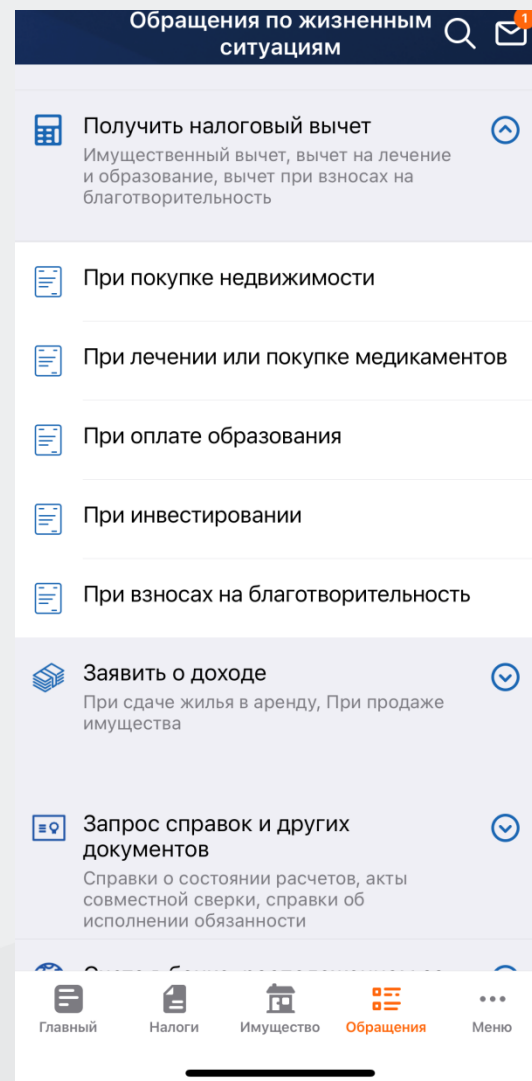 Обращения по жизненным
ситуациям
1
Получить налоговый вычет
Имущественный вычет, вычет на лечение
и образование, вычет при взносах на
благотворительность
При покупке недвижимости
При лечении или покупке медикаментов
При оплате образования
При инвестировании
При взносах на благотворительность
Заявить о доходе
При сдаче жилья в аренду, При продаже
имущества
Запрос справок и других
документов
Справки о состоянии расчетов, акты
совместной сверки, справки об
исполнении обязанности
Главный
Налоги
Имущество
Обращения
Меню